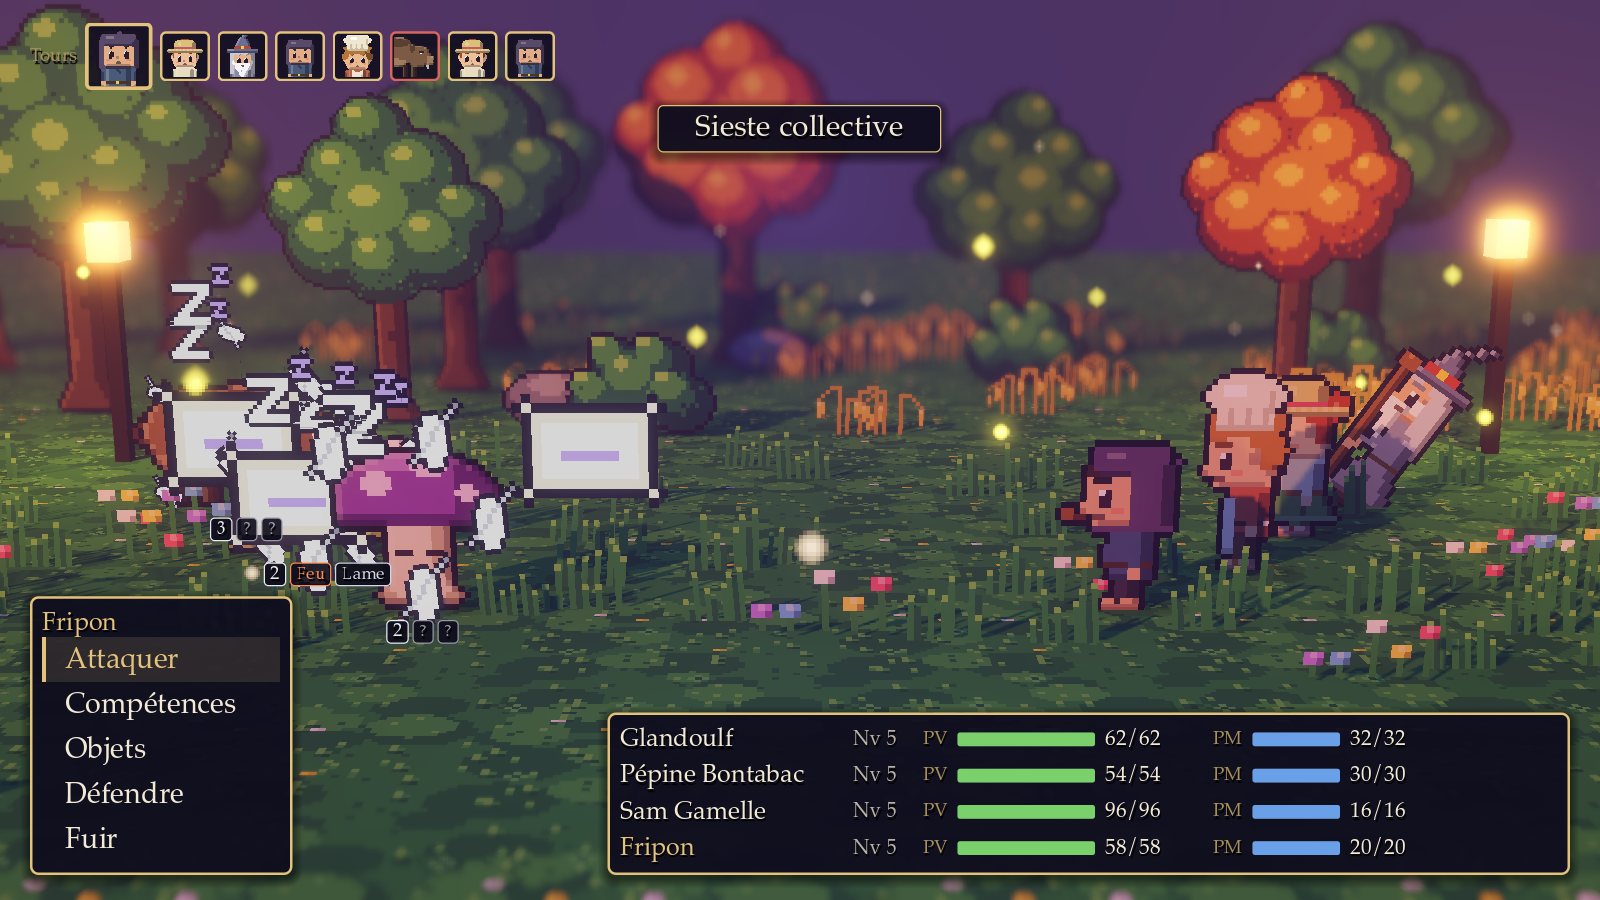 Tours
Sieste collective
Z
Z
Z
Z
3 ? ?
2 Feu Lame
2 ? ?
Fripon
Attaquer
Compétences
Objets
Défendre
Fuir
Glandoulf Nv 5 PV 62/62 PM 32/32
Pépine Bontabac Nv 5 PV 54/54 PM 30/30
Sam Gamelle Nv 5 PV 96/96 PM 16/16
Fripon Nv 5 PV 58/58 PM 20/20